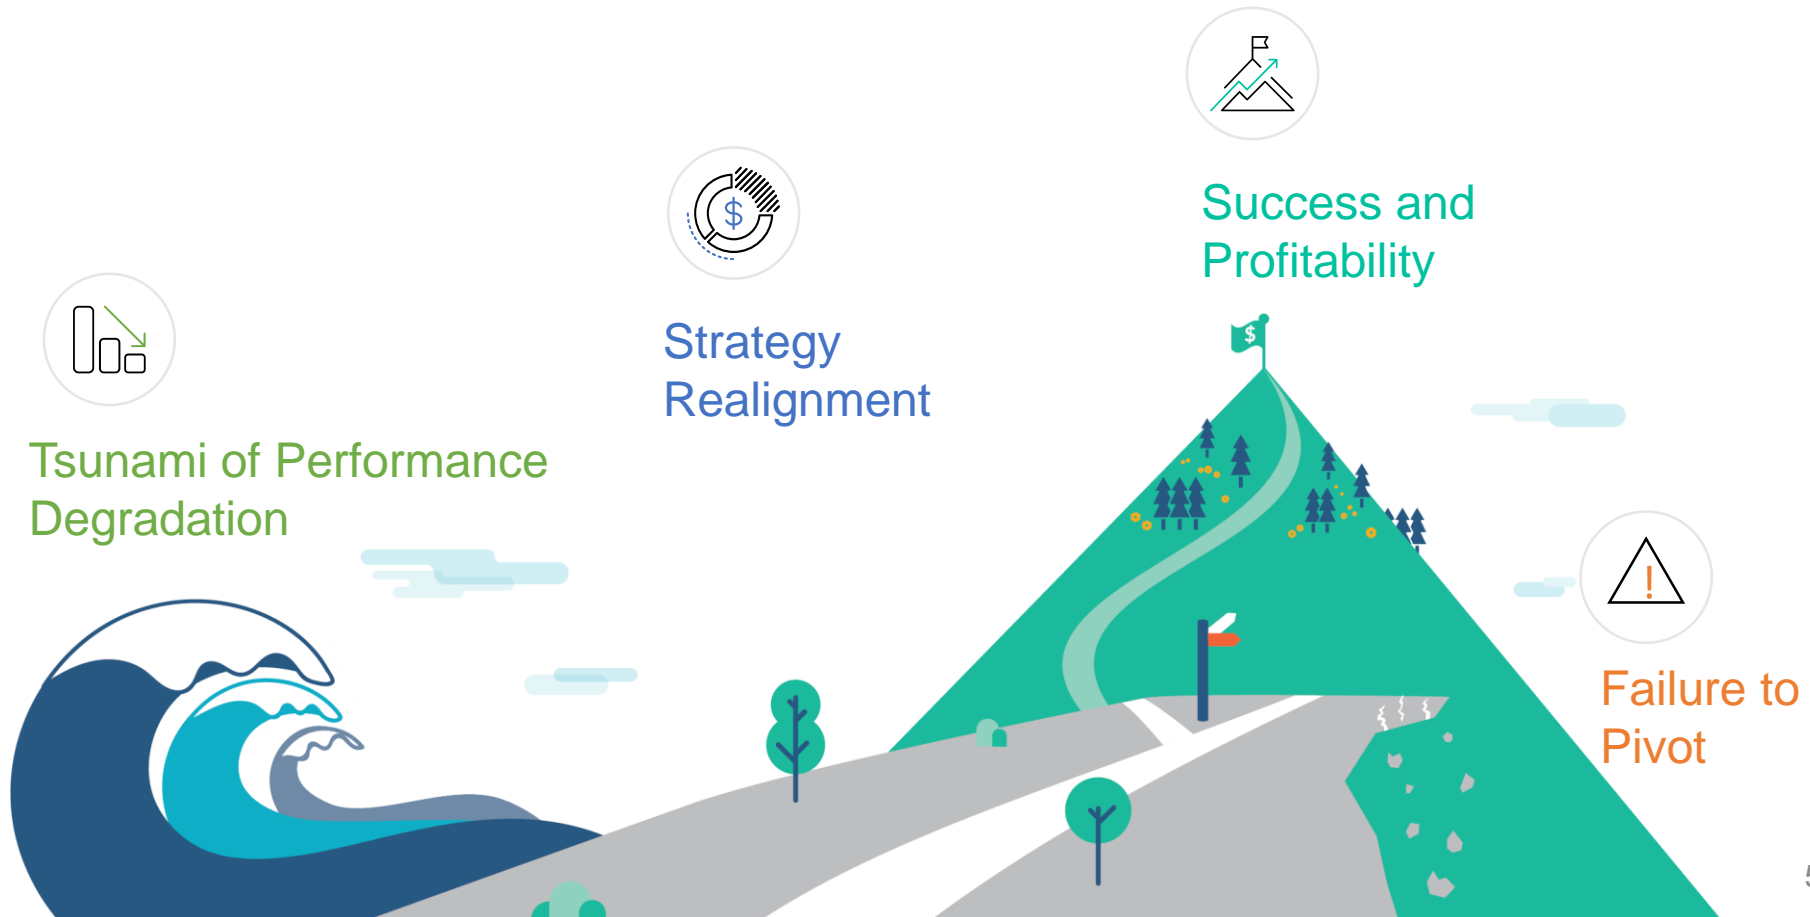 Success and
Profitability
$
Strategy
Realignment
$
Tsunami of Performance
Degradation
!
Failure to
Pivot